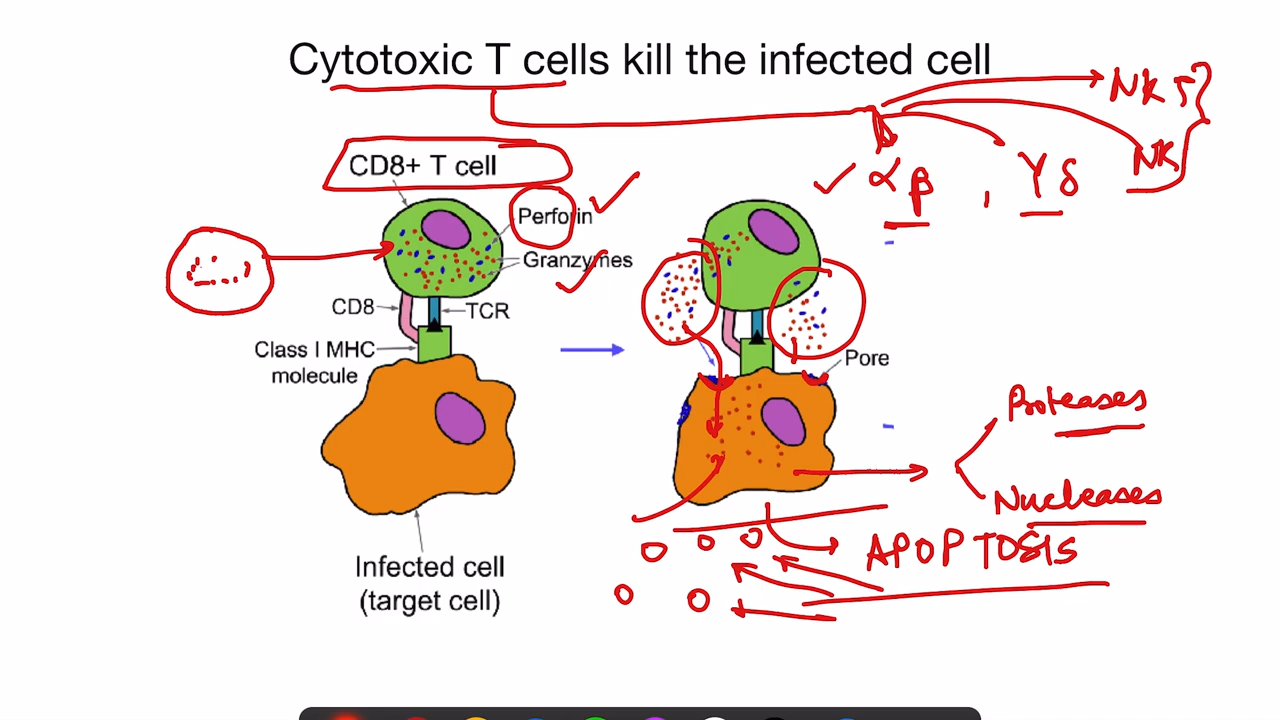 Cytotoxic T cells kill the infected cell
NKT
NK
αβ , γδ
CD8+ T cell
Perforin
Granzymes
CD8
TCR
Class I MHC
molecule
Pore
Proteases
Nucleases
APOPTOSIS
Infected cell
(target cell)